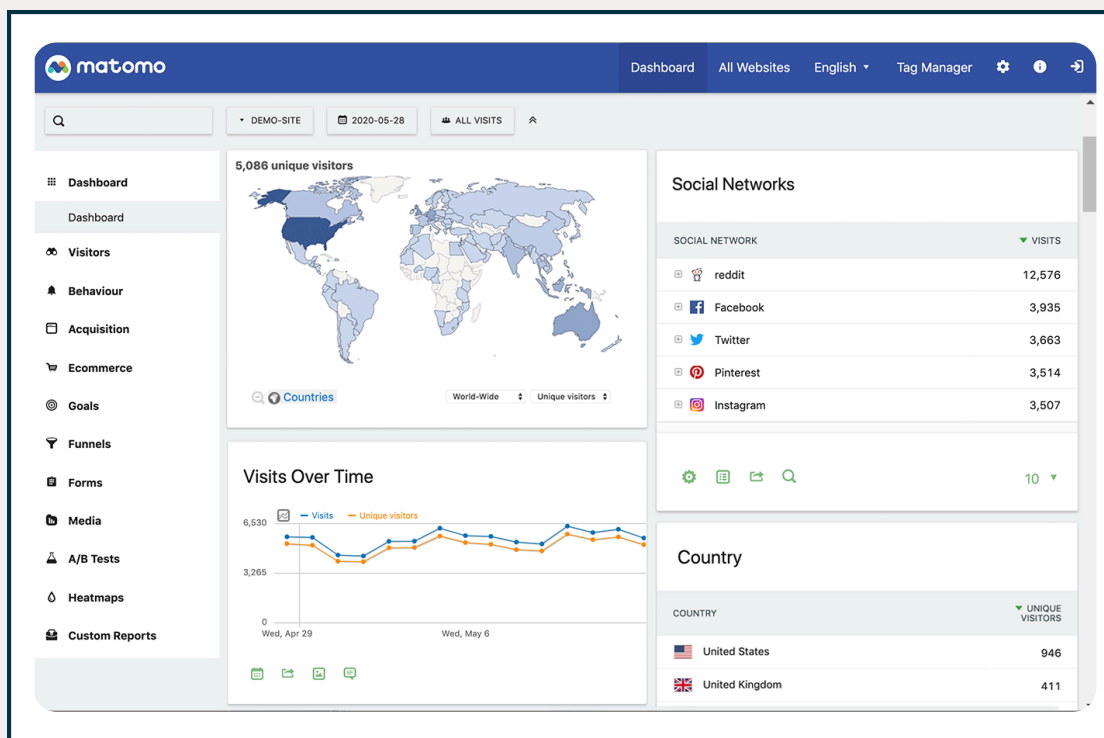 matomo
Dashboard All Websites English Tag Manager
DEMO-SITE 2020-05-28 ALL VISITS
Dashboard
Dashboard
Visitors
Behaviour
Acquisition
Ecommerce
Goals
Funnels
Forms
Media
A/B Tests
Heatmaps
Custom Reports
5,086 unique visitors
Countries World-Wide Unique visitors
Visits Over Time
Visits Unique visitors
6,530
3,265
0
Wed, Apr 29 Wed, May 6
Social Networks
SOCIAL NETWORK VISITS
reddit 12,576
Facebook 3,935
Twitter 3,663
Pinterest 3,514
Instagram 3,507
10
Country
COUNTRY UNIQUE
VISITORS
United States 946
United Kingdom 411